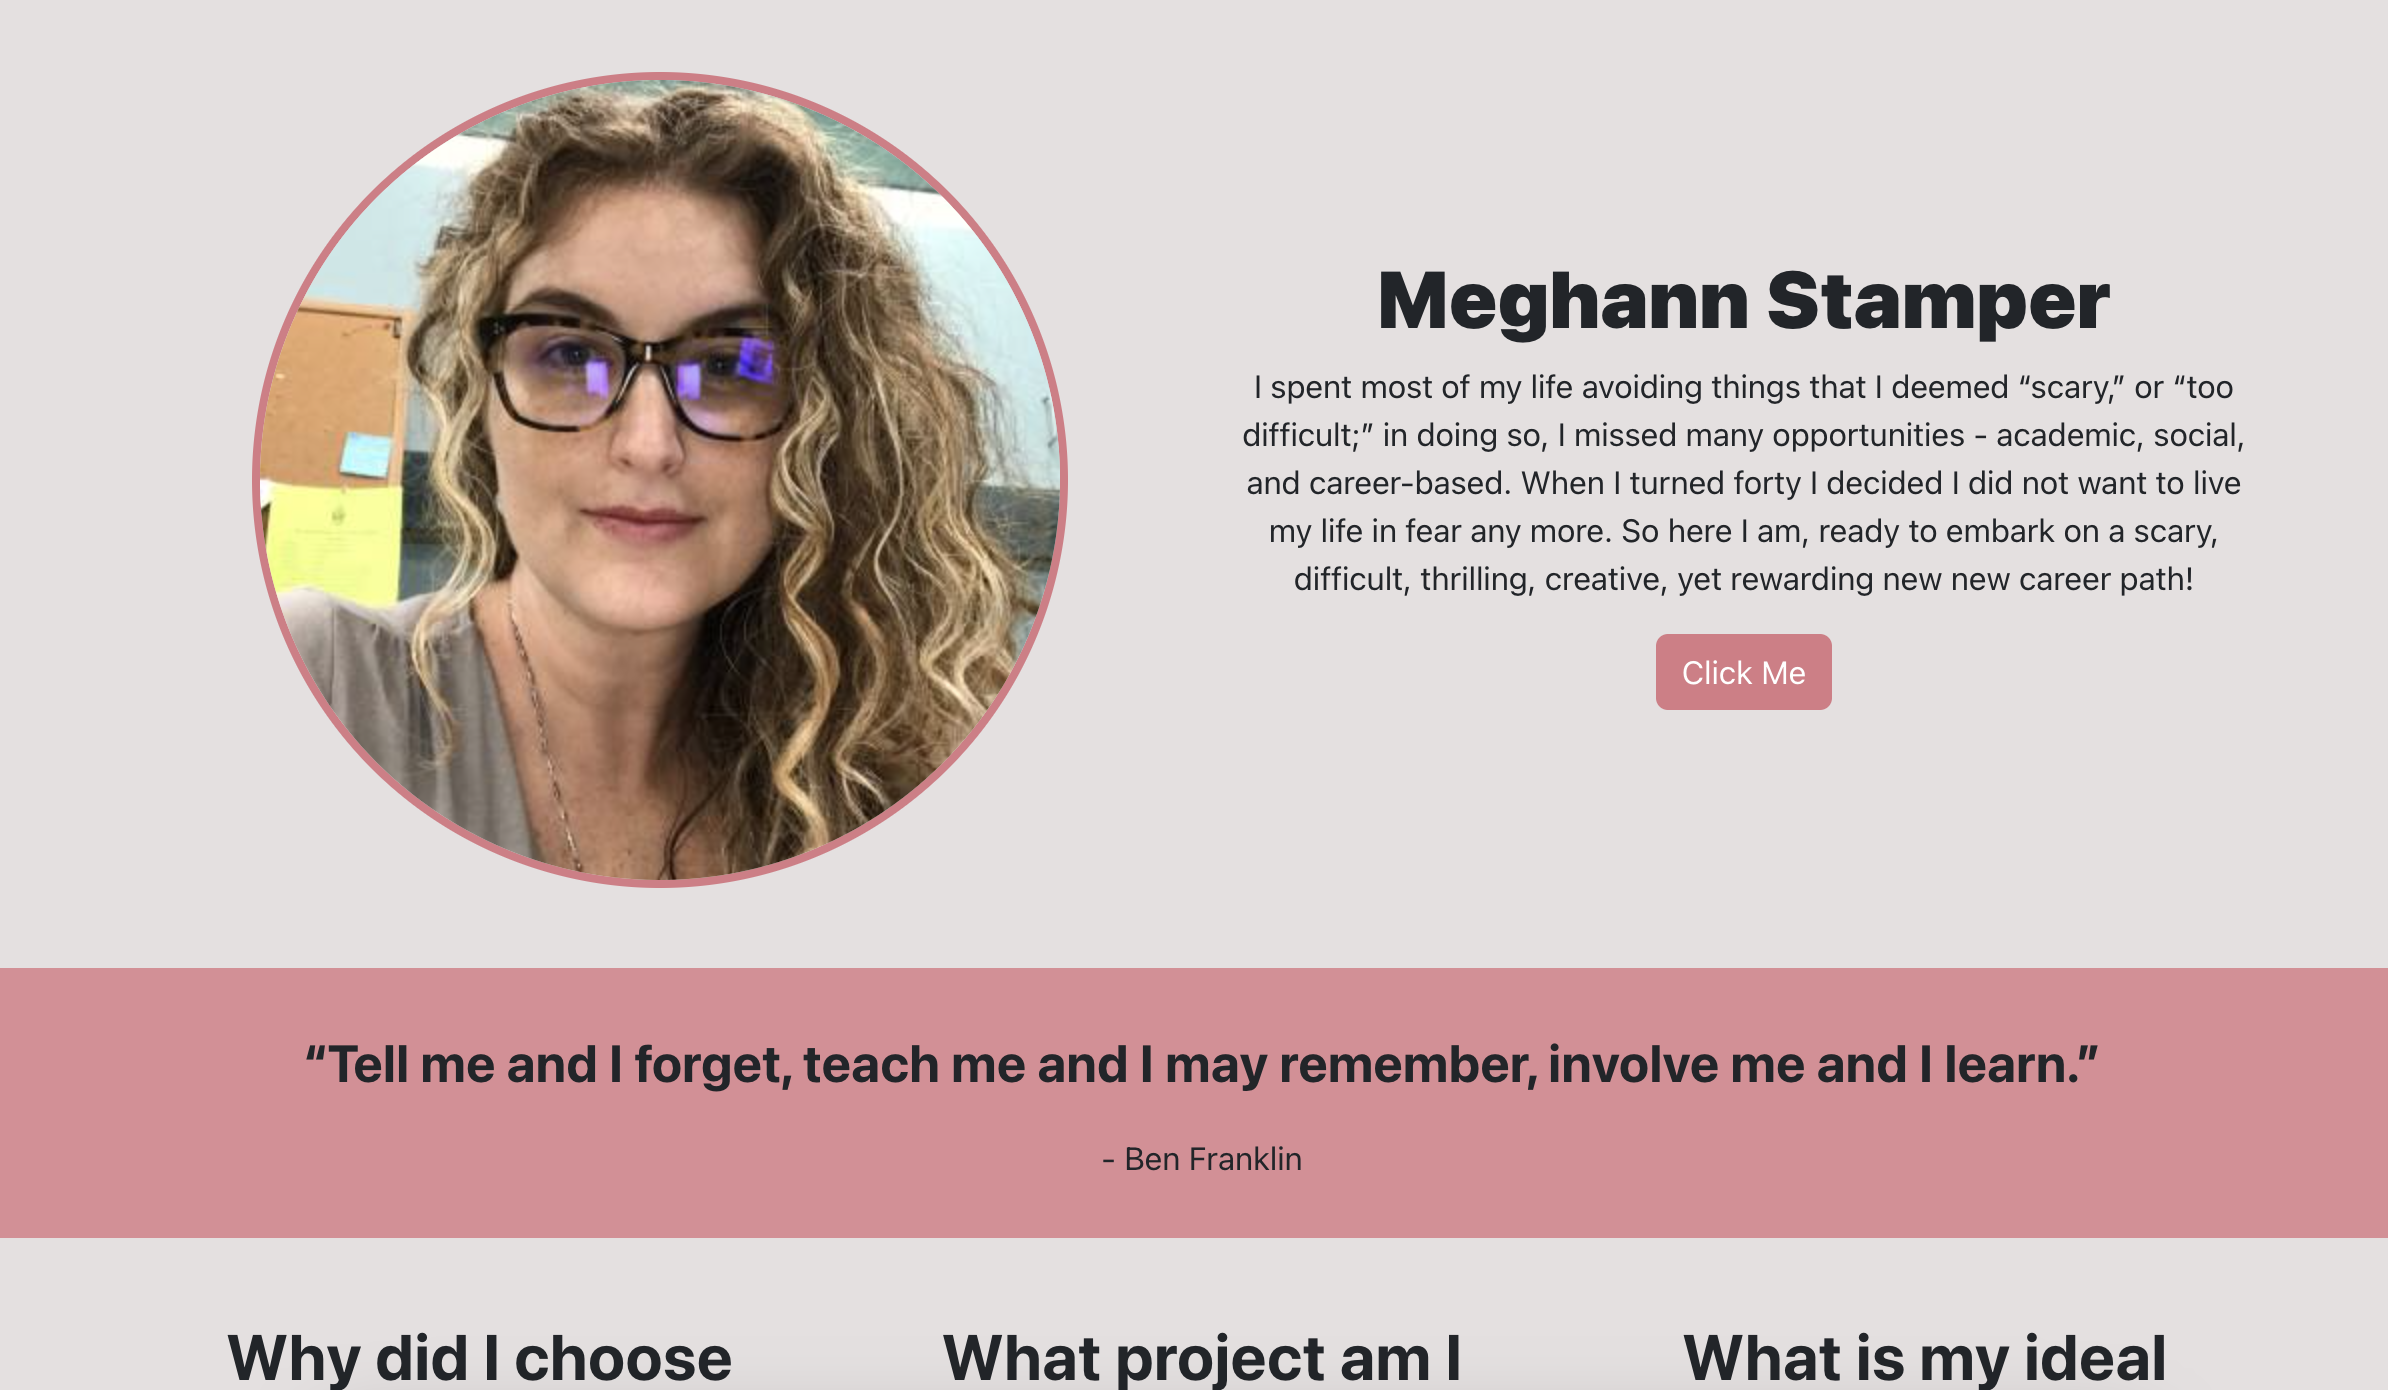 Meghann Stamper
I spent most of my life avoiding things that I deemed “scary,” or “too
difficult;” in doing so, I missed many opportunities - academic, social,
and career-based. When I turned forty I decided I did not want to live
my life in fear any more. So here I am, ready to embark on a scary,
difficult, thrilling, creative, yet rewarding new new career path!
Click Me
“Tell me and I forget, teach me and I may remember, involve me and I learn.”
- Ben Franklin
Why did I choose
What project am I
What is my ideal